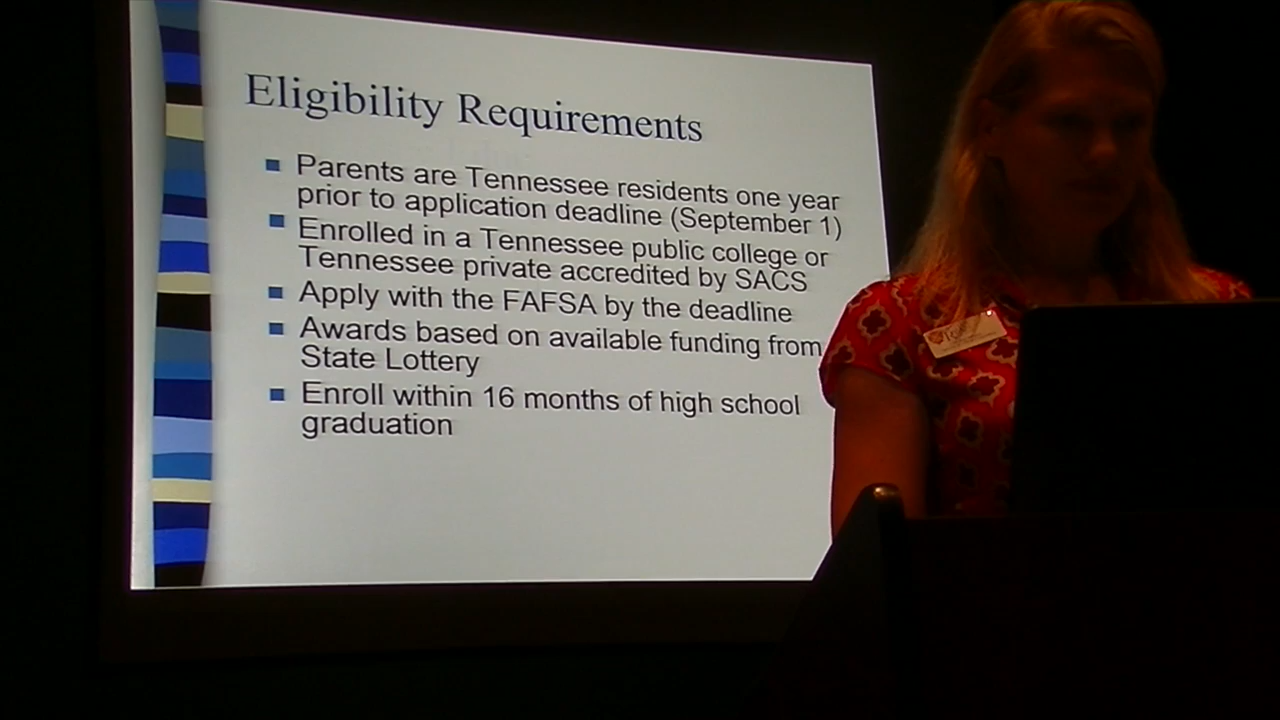 Eligibility Requirements
Parents are Tennessee residents one year
prior to application deadline (September 1)
Enrolled in a Tennessee public college or
Tennessee private accredited by SACS
Apply with the FAFSA by the deadline
Awards based on available funding from
State Lottery
Enroll within 16 months of high school
graduation